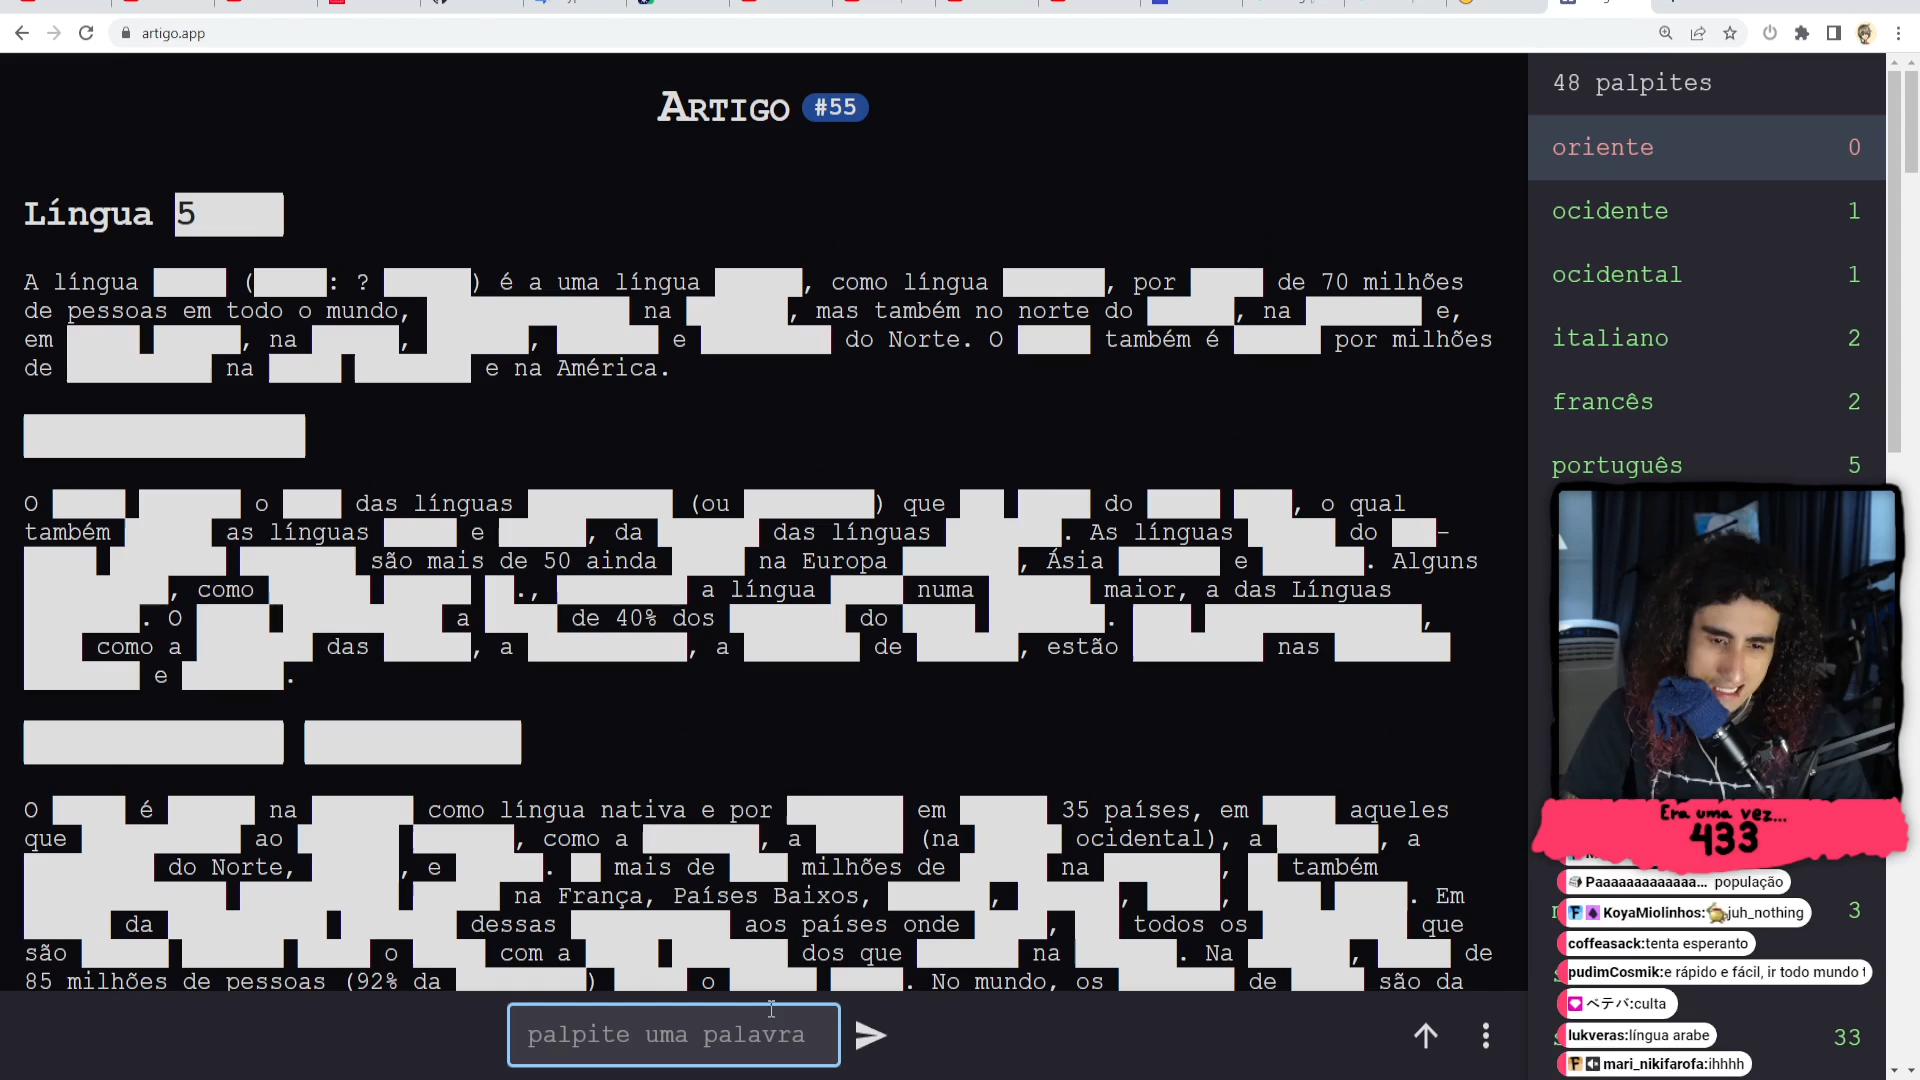 artigo.app
ARTIGO #55
48 palpites
oriente 0
ocidente 1
ocidental 1
italiano 2
francês 2
português 5
Língua 5
A língua ( : ? ) é a uma língua , como língua , por de 70 milhões
de pessoas em todo o mundo, na , mas também no norte do , na e,
em , na , , e do Norte. O também é por milhões
de na e na América.
O o das línguas (ou ) que do , o qual
também as línguas e , da das línguas . As línguas do -
são mais de 50 ainda na Europa , Ásia e . Alguns
, como ., a língua numa maior, a das Línguas
. O a de 40% dos do . ,
como a das , a , a de , estão nas
e .
O é na como língua nativa e por em 35 países, em aqueles
que ao , como a , a (na ocidental), a , a
do Norte, , e . mais de milhões de na , também
na França, Países Baixos, , , , . Em
da , dessas aos países onde , todos os que
são o com a dos que na . Na , de
85 milhões de pessoas (92% da ) o . No mundo, os de são da
palpite uma palavra
Era uma vez...
433
Paaaaaaaaaaaaa... população
3
KoyaMiolinhos: juh_nothing
coffeasack:tenta esperanto
pudimCosmik:e rápido e fácil, ir todo mundo
ベテバ:culta
lukveras:língua arabe
33
mari_nikifarofa:ihhhh